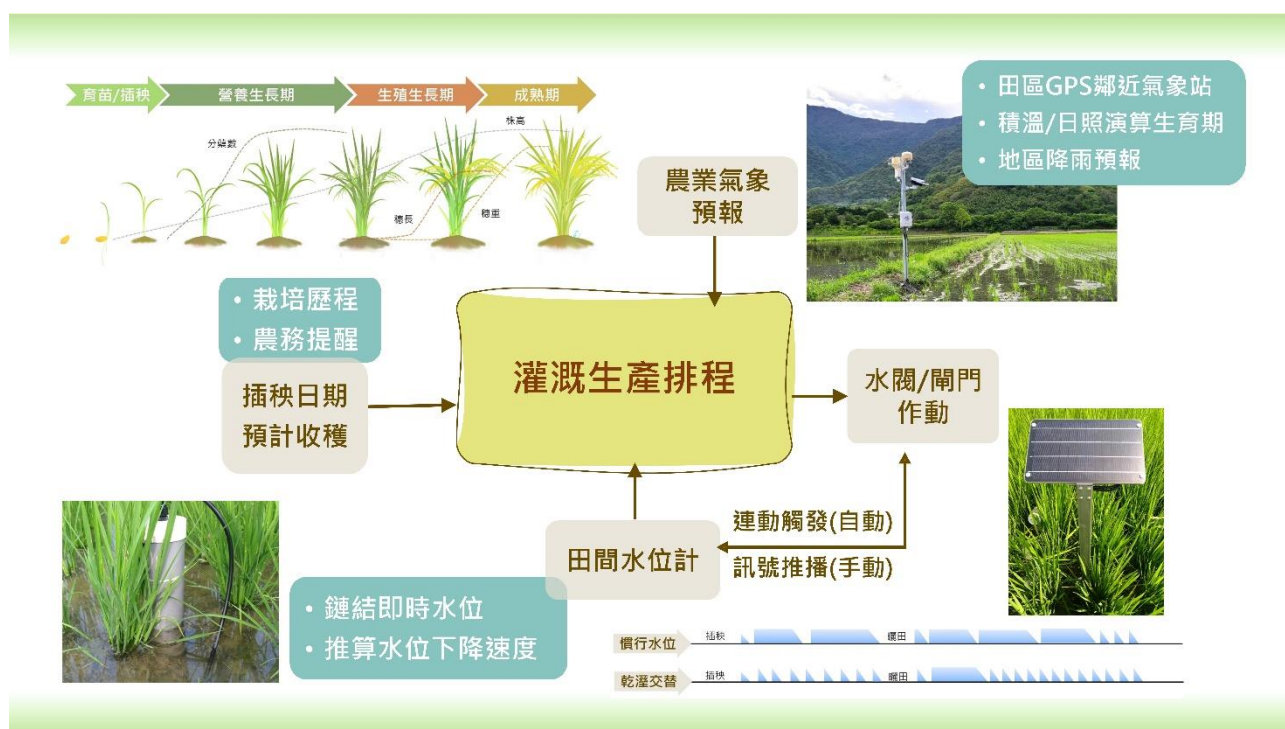 育苗/插秧
營養生長期
生殖生長期
成熟期
分蘗數
株高
穗長
穗重
農業氣象
預報
• 田區GPS鄰近氣象站
• 積溫/日照演算生育期
• 地區降雨預報
• 栽培歷程
• 農務提醒
插秧日期
預計收穫
灌溉生產排程
水閥/閘門
作動
田間水位計
連動觸發(自動)
訊號推播(手動)
• 鏈結即時水位
• 推算水位下降速度
慣行水位
插秧
曬田
乾溼交替
插秧
曬田